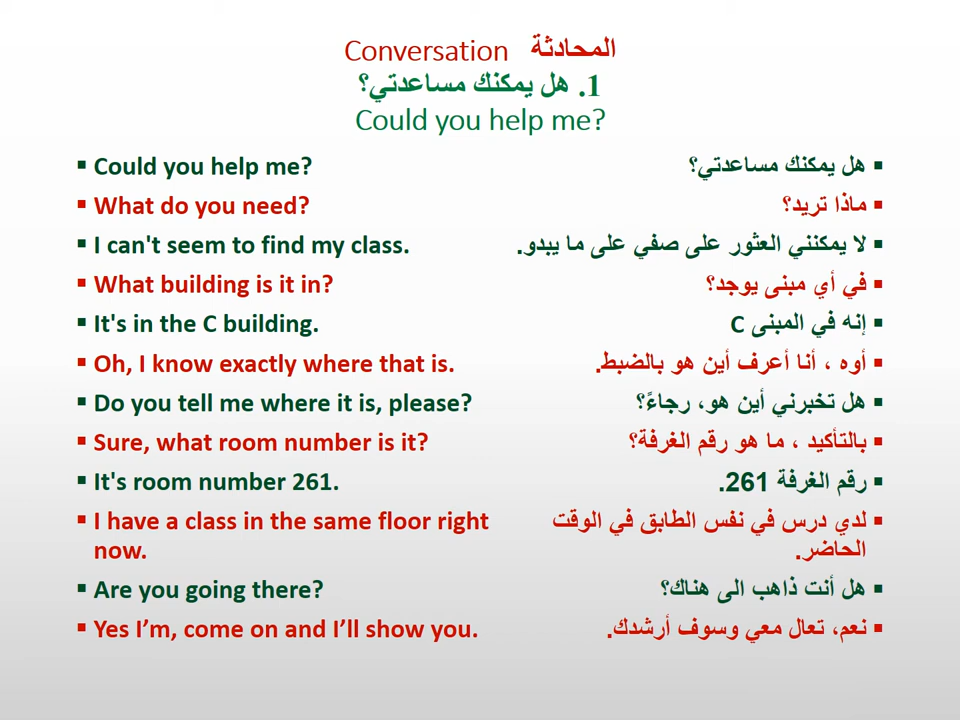 Conversation المحادثة
1. هل يمكنك مساعدتي؟
Could you help me?
▪ Could you help me?
هل يمكنك مساعدتي؟
▪ What do you need?
ماذا تريد؟
▪ I can't seem to find my class.
لا يمكنني العثور على صفي على ما يبدو.
▪ What building is it in?
في أي مبنى يوجد؟
▪ It's in the C building.
إنه في المبنى C
▪ Oh, I know exactly where that is.
أوه ، أنا أعرف أين هو بالضبط.
▪ Do you tell me where it is, please?
هل تخبرني أين هو، رجاءً؟
▪ Sure, what room number is it?
بالتأكيد ، ما هو رقم الغرفة؟
▪ It's room number 261.
رقم الغرفة 261.
▪ I have a class in the same floor right
now.
لدي درس في نفس الطابق في الوقت
الحاضر.
▪ Are you going there?
هل أنت ذاهب الى هناك؟
▪ Yes I’m, come on and I’ll show you.
نعم، تعال معي وسوف أرشدك.